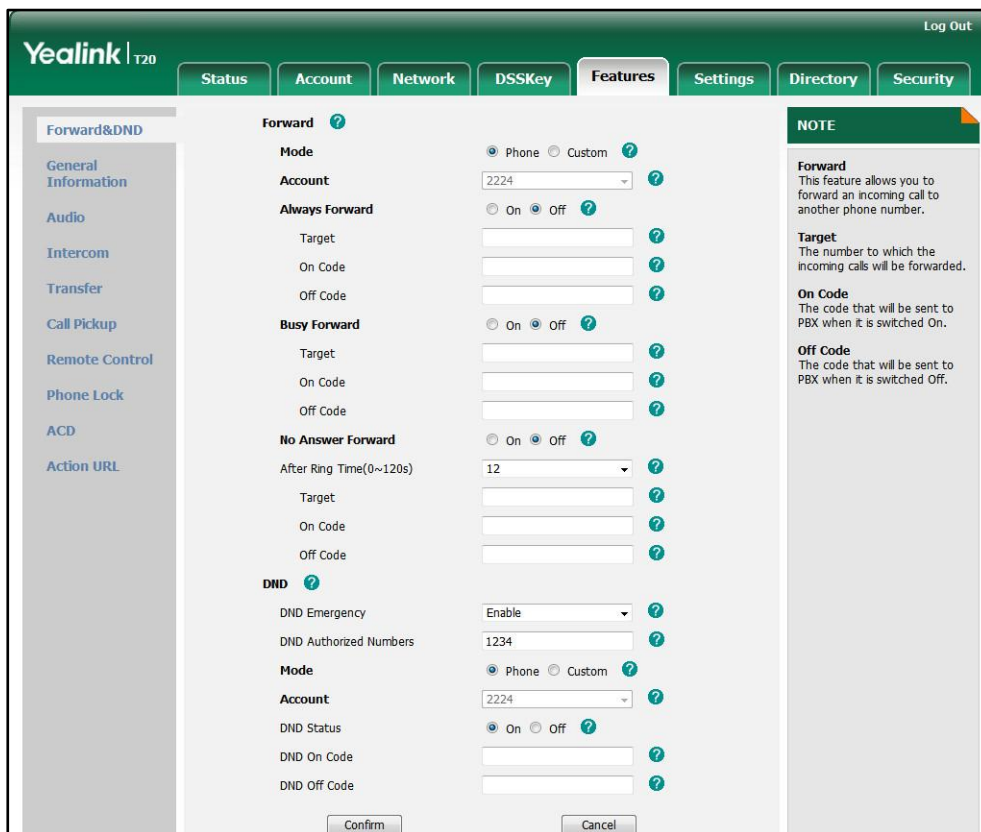 Log Out
Yealink T20
Status Account Network DSSKey Features Settings Directory Security
Forward&DND
General
Information
Audio
Intercom
Transfer
Call Pickup
Remote Control
Phone Lock
ACD
Action URL
Forward ?
Mode Phone Custom ?
Account 2224 ?
Always Forward On Off ?
Target ?
On Code ?
Off Code ?
Busy Forward On Off ?
Target ?
On Code ?
Off Code ?
No Answer Forward On Off ?
After Ring Time(0~120s) 12 ?
Target ?
On Code ?
Off Code ?
DND ?
DND Emergency Enable ?
DND Authorized Numbers 1234 ?
Mode Phone Custom ?
Account 2224 ?
DND Status On Off ?
DND On Code ?
DND Off Code ?
Confirm Cancel
NOTE
Forward
This feature allows you to
forward an incoming call to
another phone number.
Target
The number to which the
incoming calls will be forwarded.
On Code
The code that will be sent to
PBX when it is switched On.
Off Code
The code that will be sent to
PBX when it is switched Off.